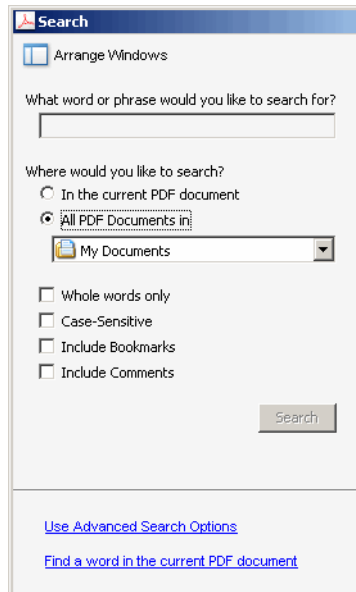 Search
Arrange Windows
What word or phrase would you like to search for?
Where would you like to search?
In the current PDF document
All PDF Documents in
My Documents
Whole words only
Case-Sensitive
Include Bookmarks
Include Comments
Search
Use Advanced Search Options
Find a word in the current PDF document